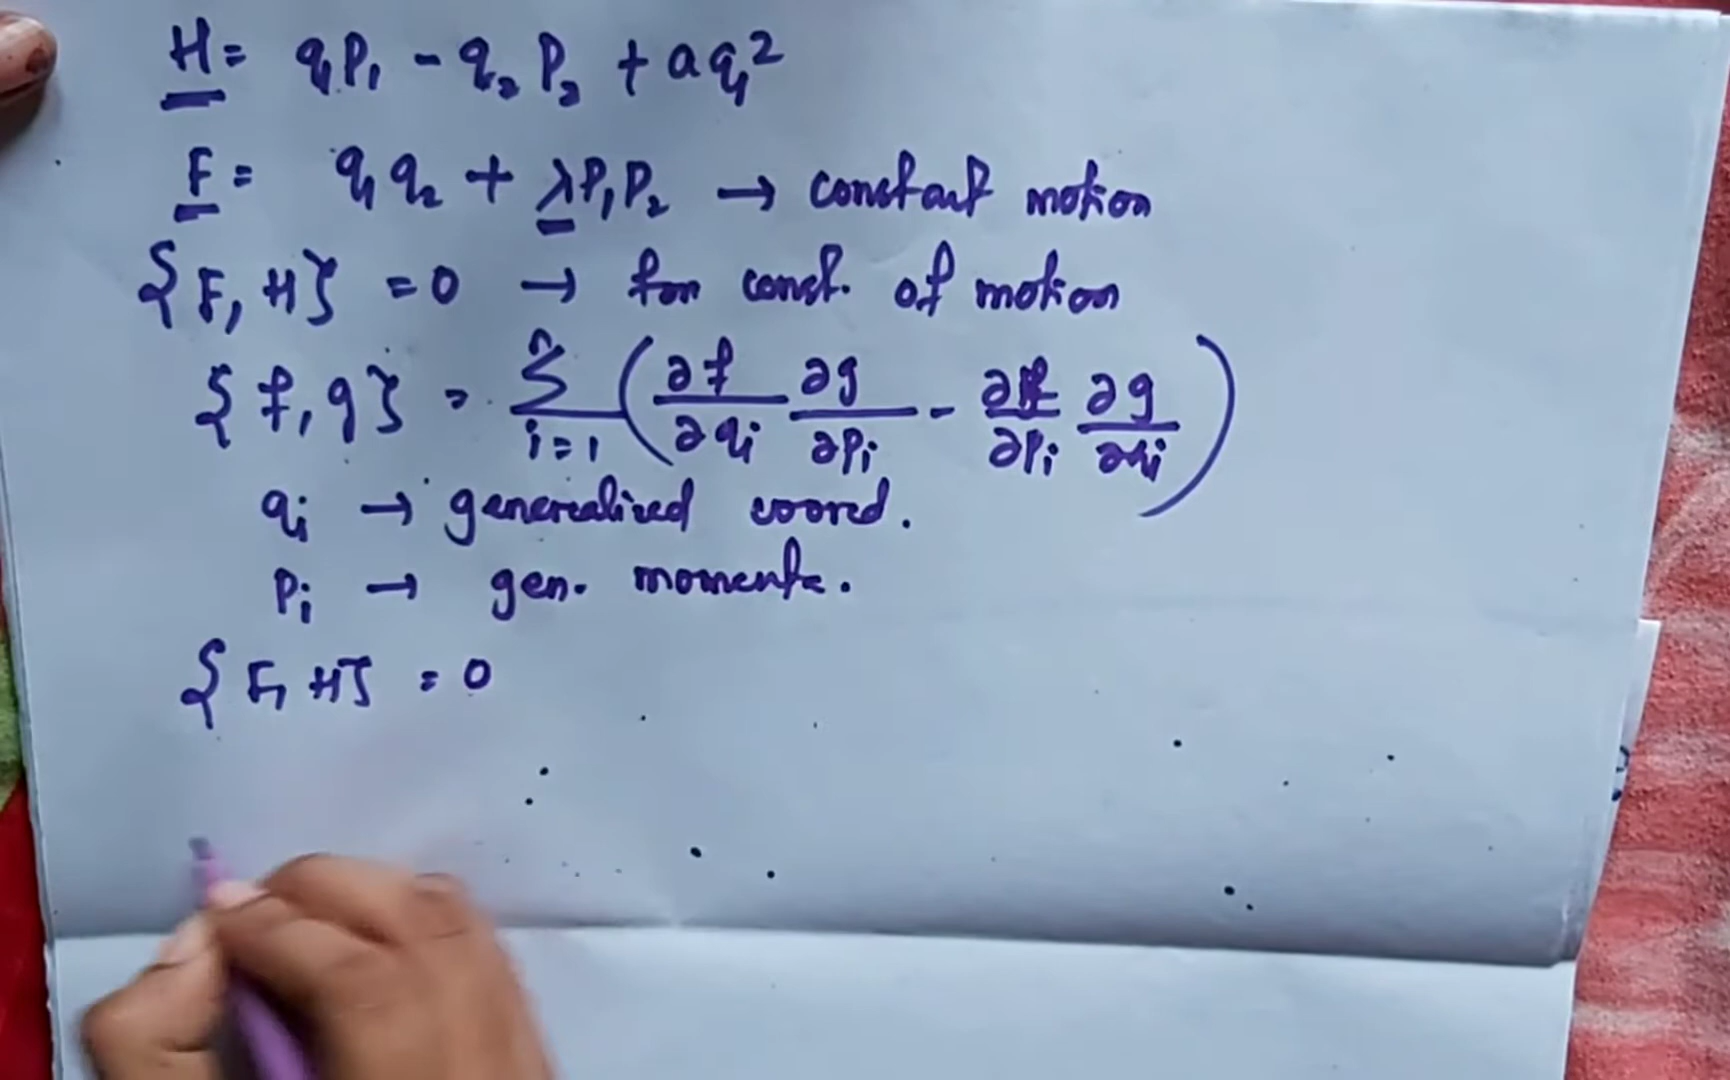 H = q₁P₁ - q₂P₂ + aq₁²
F = q₁q₂ + λP₁P₂ → constant motion
{F, H} = 0 → for const. of motion
{f, g} = Σⁿᵢ₌₁ (∂f/∂qᵢ ∂g/∂pᵢ - ∂f/∂pᵢ ∂g/∂qᵢ)
qᵢ → generealized coord.
Pᵢ → gen. momenta.
{F, H} = 0